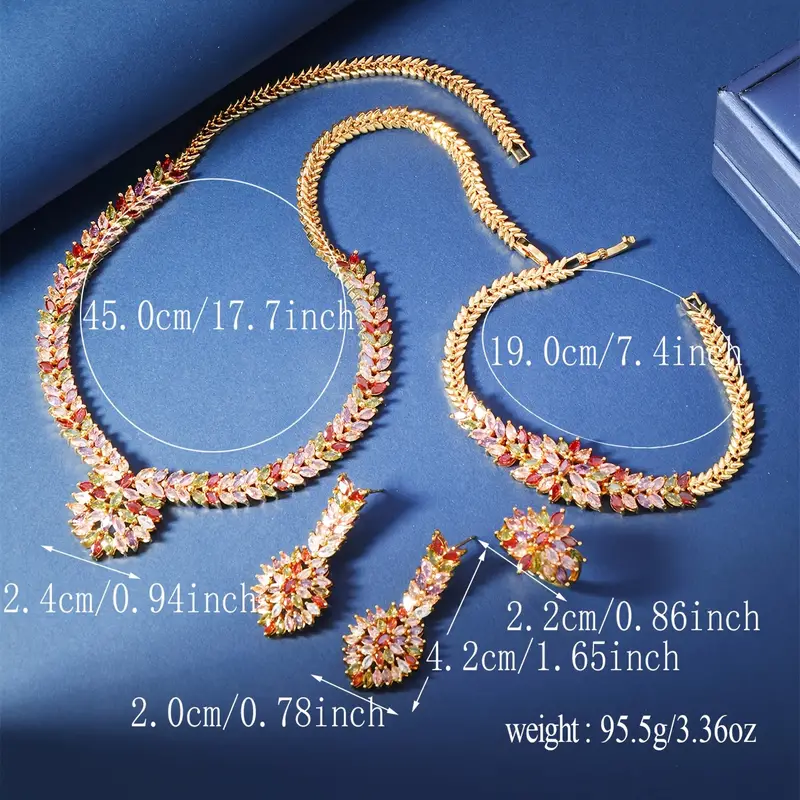 45.0cm/17.7inch
19.0cm/7.4inch
2.4cm/0.94inch
2.2cm/0.86inch
4.2cm/1.65inch
2.0cm/0.78inch
weight : 95.5g/3.36oz